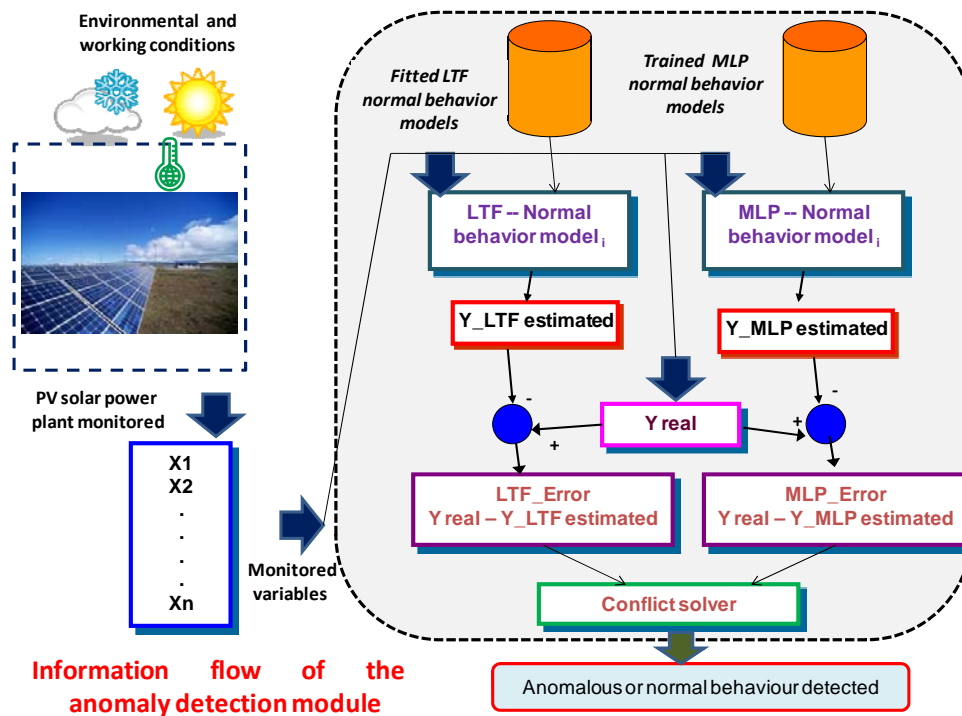 Environmental and
working conditions
Fitted LTF
normal behavior
models
Trained MLP
normal behavior
models
LTF -- Normal
behavior model i
MLP -- Normal
behavior model i
Y_LTF estimated
Y_MLP estimated
-
-
PV solar power
plant monitored
Y real
+
+
X1
X2
.
.
.
.
Xn
Monitored
variables
LTF_Error
Y real – Y_LTF estimated
MLP_Error
Y real – Y_MLP estimated
Conflict solver
Information flow of the
anomaly detection module
Anomalous or normal behaviour detected